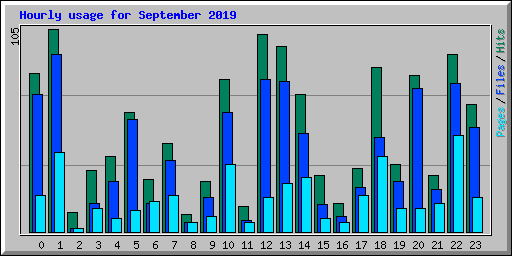 Hourly usage for September 2019
105
Pages / Files / Hits
0 1 2 3 4 5 6 7 8 9 10 11 12 13 14 15 16 17 18 19 20 21 22 23